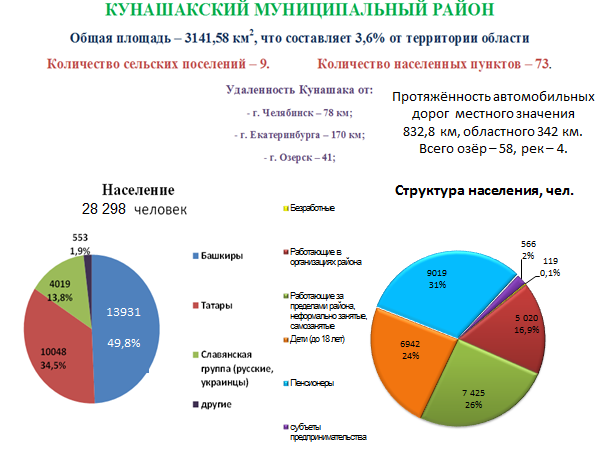 КУНАШАКСКИЙ МУНИЦИПАЛЬНЫЙ РАЙОН
Общая площадь – 3141,58 км², что составляет 3,6% от территории области
Количество сельских поселений – 9. Количество населенных пунктов – 73.
Удаленность Кунашака от:
- г. Челябинск – 78 км;
- г. Екатеринбурга – 170 км;
- г. Озерск – 41;
Протяжённость автомобильных
дорог местного значения
832,8 км, областного 342 км.
Всего озёр – 58, рек – 4.
Население
28 298 человек
553
1,9%
4019
13,8%
10048
34,5%
13931
49,8%
Башкиры
Татары
Славянская
группа (русские,
украинцы)
другие
Структура населения, чел.
Безработные
Работающие в
организациях района
Работающие за
пределами района,
неформально занятые,
самозанятые
Дети (до 18 лет)
Пенсионеры
субъеты
предпринимательства
9019
31%
566
2%
119
0,1%
5 020
16,9%
7 425
26%
6942
24%